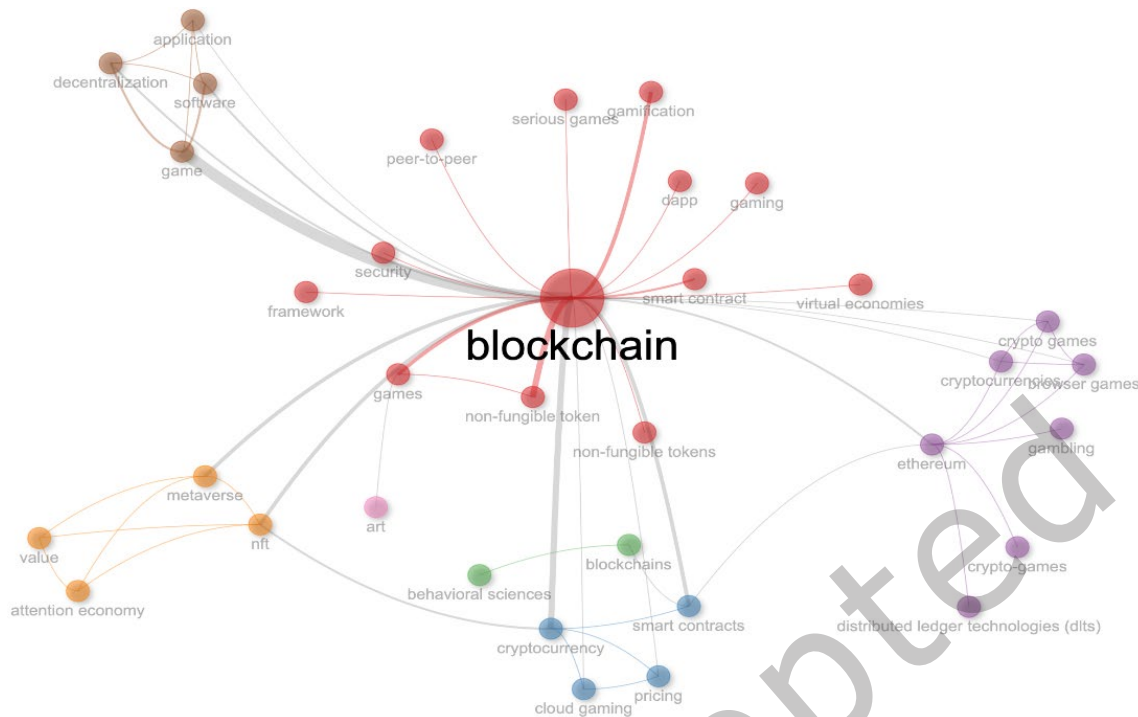 application
decentralization
software
gamification
serious games
peer-to-peer
game
dapp
gaming
security
smart contract
virtual economies
framework
crypto games
blockchain
cryptocurrencies
browser games
games
non-fungible token
non-fungible tokens
gambling
ethereum
metaverse
art
nft
value
blockchains
crypto-games
behavioral sciences
attention economy
smart contracts
distributed ledger technologies (dlts)
cryptocurrency
pricing
cloud gaming
pted